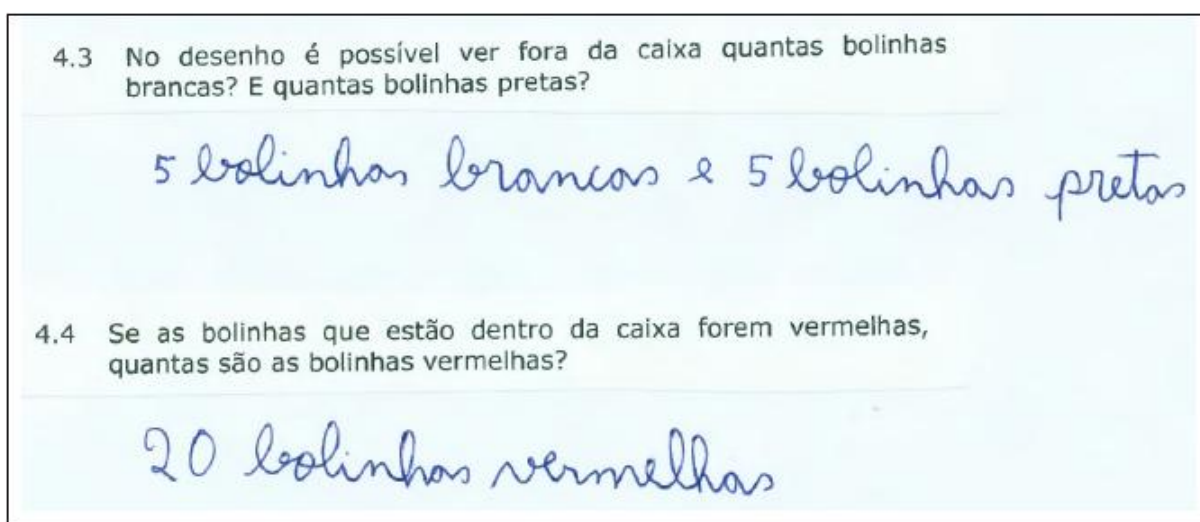 4.3 No desenho é possível ver fora da caixa quantas bolinhas
brancas? E quantas bolinhas pretas?
5 bolinhas brancas e 5 bolinhas pretas
4.4 Se as bolinhas que estão dentro da caixa forem vermelhas,
quantas são as bolinhas vermelhas?
20 bolinhas vermelhas